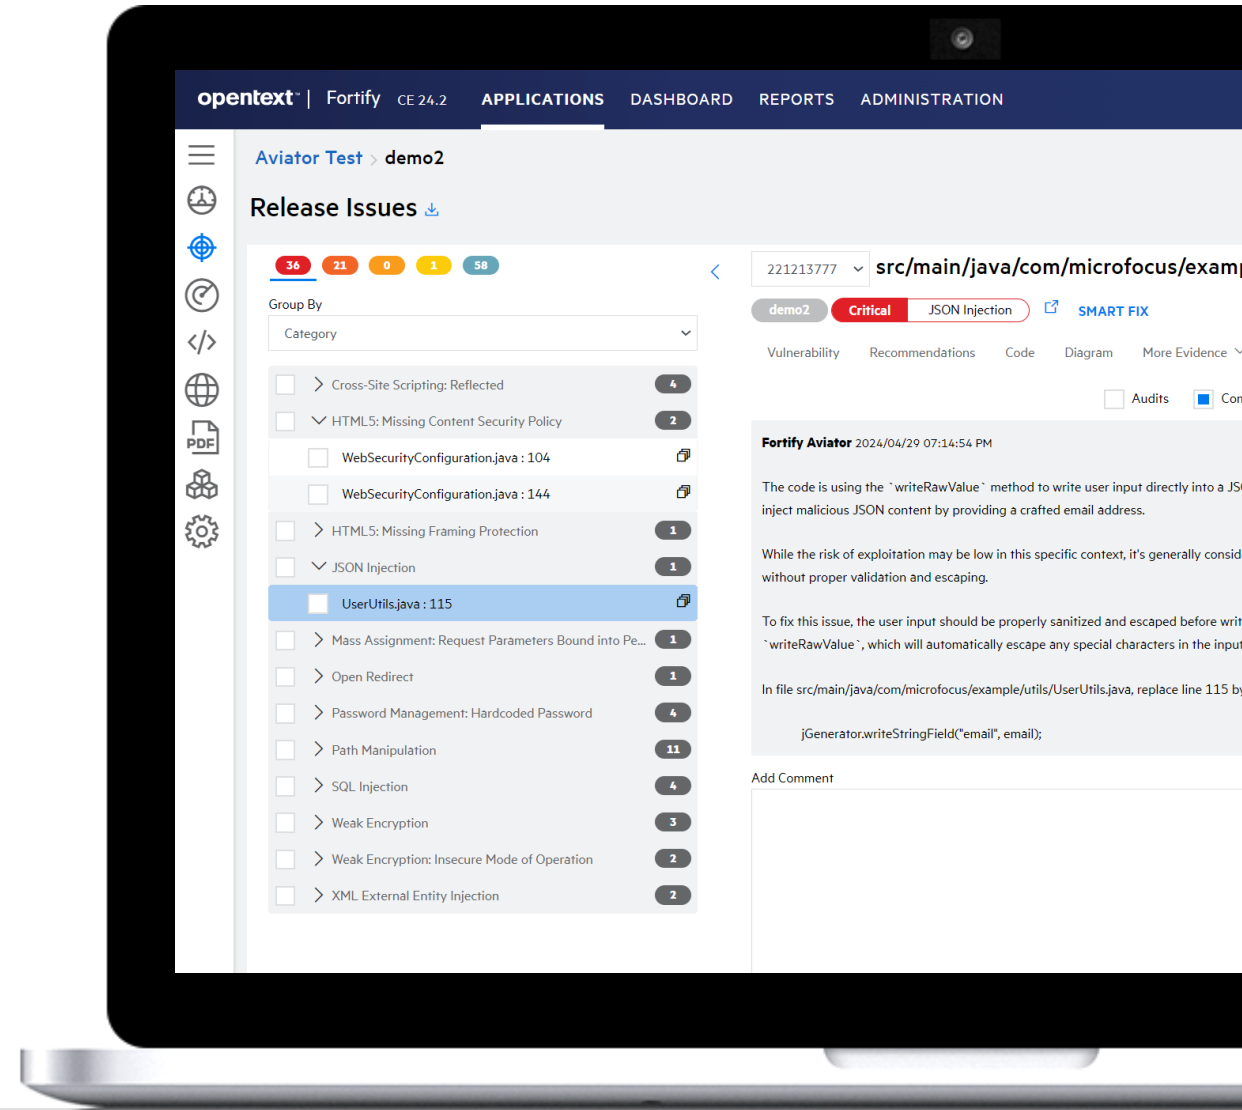 opentext™ | Fortify CE 24.2 APPLICATIONS DASHBOARD REPORTS ADMINISTRATION
Aviator Test > demo2
Release Issues
36 21 0 1 58
Group By
Category
Cross-Site Scripting: Reflected 4
HTML5: Missing Content Security Policy 2
WebSecurityConfiguration.java : 104
WebSecurityConfiguration.java : 144
HTML5: Missing Framing Protection 1
JSON Injection 1
UserUtils.java : 115
Mass Assignment: Request Parameters Bound into Pe... 1
Open Redirect 1
Password Management: Hardcoded Password 4
Path Manipulation 11
SQL Injection 4
Weak Encryption 3
Weak Encryption: Insecure Mode of Operation 2
XML External Entity Injection 2
PDF
221213777 src/main/java/com/microfocus/examp
demo2 Critical JSON Injection SMART FIX
Vulnerability Recommendations Code Diagram More Evidence
Audits Com
Fortify Aviator 2024/04/29 07:14:54 PM
The code is using the `writeRawValue` method to write user input directly into a JSO
inject malicious JSON content by providing a crafted email address.
While the risk of exploitation may be low in this specific context, it's generally consid
without proper validation and escaping.
To fix this issue, the user input should be properly sanitized and escaped before writ
`writeRawValue`, which will automatically escape any special characters in the input
In file src/main/java/com/microfocus/example/utils/UserUtils.java, replace line 115 by
jGenerator.writeStringField("email", email);
Add Comment